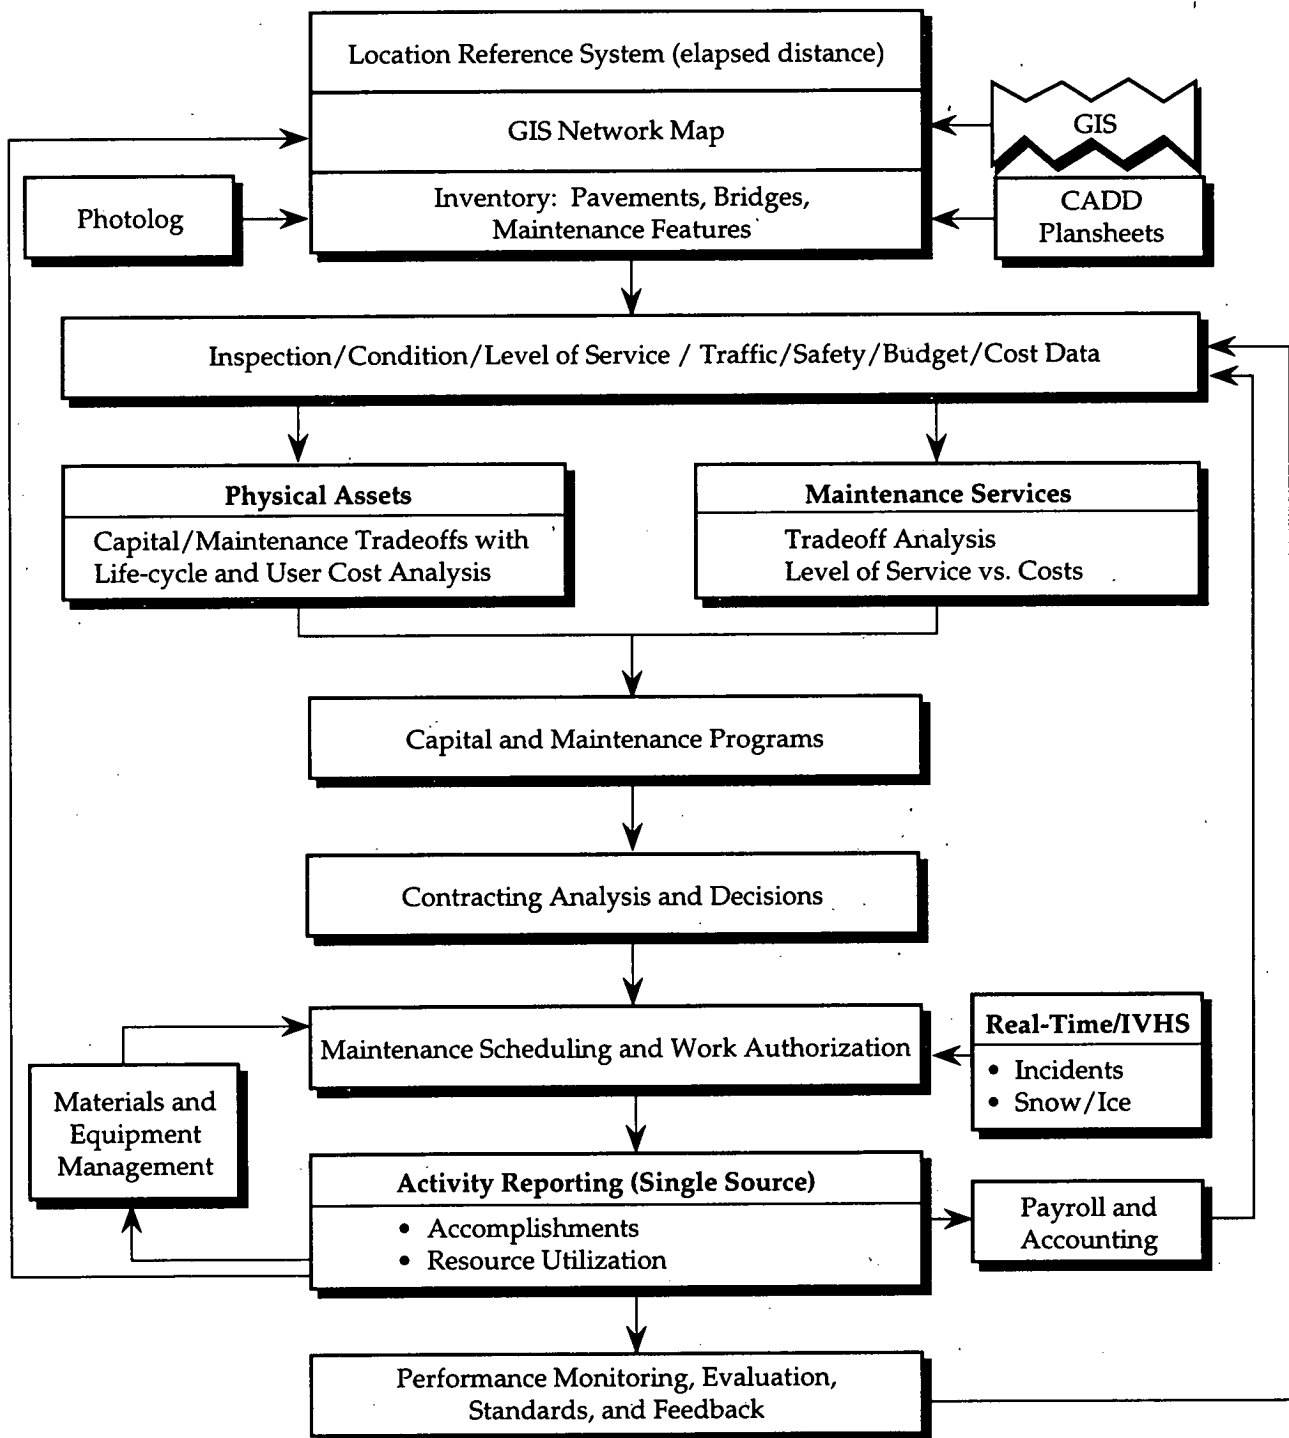 Location Reference System (elapsed distance)
GIS Network Map
GIS
Inventory: Pavements, Bridges,
Maintenance Features
Photolog
CADD
Plansheets
Inspection/Condition/Level of Service / Traffic/Safety/Budget/Cost Data
Physical Assets
Capital/Maintenance Tradeoffs with
Life-cycle and User Cost Analysis
Maintenance Services
Tradeoff Analysis
Level of Service vs. Costs
Capital and Maintenance Programs
Contracting Analysis and Decisions
Maintenance Scheduling and Work Authorization
Real-Time/IVHS
• Incidents
• Snow/Ice
Materials and
Equipment
Management
Activity Reporting (Single Source)
• Accomplishments
• Resource Utilization
Payroll and
Accounting
Performance Monitoring, Evaluation,
Standards, and Feedback